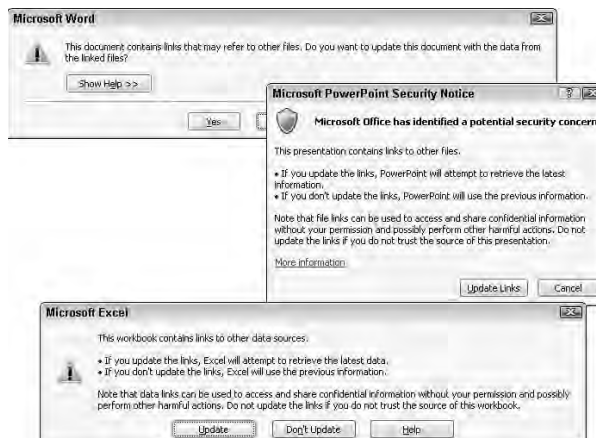 Microsoft Word
This document contains links that may refer to other files. Do you want to update this document with the data from
the linked files?
Show Help >>
Yes
Microsoft PowerPoint Security Notice
Microsoft Office has identified a potential security concern
This presentation contains links to other files.
• If you update the links, PowerPoint will attempt to retrieve the latest
information.
• If you don't update the links, PowerPoint will use the previous information.
Note that file links can be used to access and share confidential information
without your permission and possibly perform other harmful actions. Do not
update the links if you do not trust the source of this presentation.
More information
Update Links
Cancel
Microsoft Excel
This workbook contains links to other data sources.
• If you update the links, Excel will attempt to retrieve the latest data.
• If you don't update the links, Excel will use the previous information.
Note that data links can be used to access and share confidential information without your permission and possibly
perform other harmful actions. Do not update the links if you do not trust the source of this workbook.
Update
Don't Update
Help